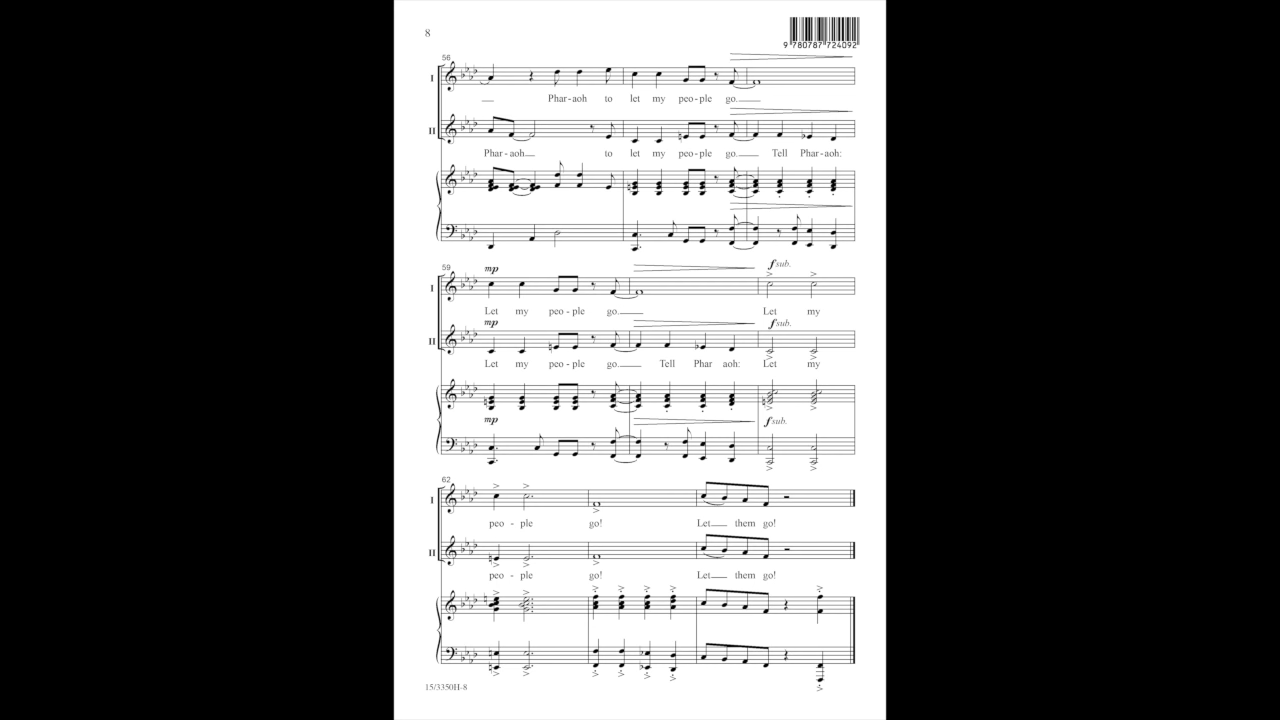 8
9 780787 724092
56
I
Phar-aoh to let my peo-ple go.
II
Phar-aoh to let my peo-ple go. Tell Phar-aoh:
59
mp
f sub.
I
Let my peo-ple go. Let my
mp
f sub.
II
Let my peo-ple go. Tell Phar aoh: Let my
mp
f sub.
62
I
peo-ple go! Let them go!
II
peo-ple go! Let them go!
15/3350H-8